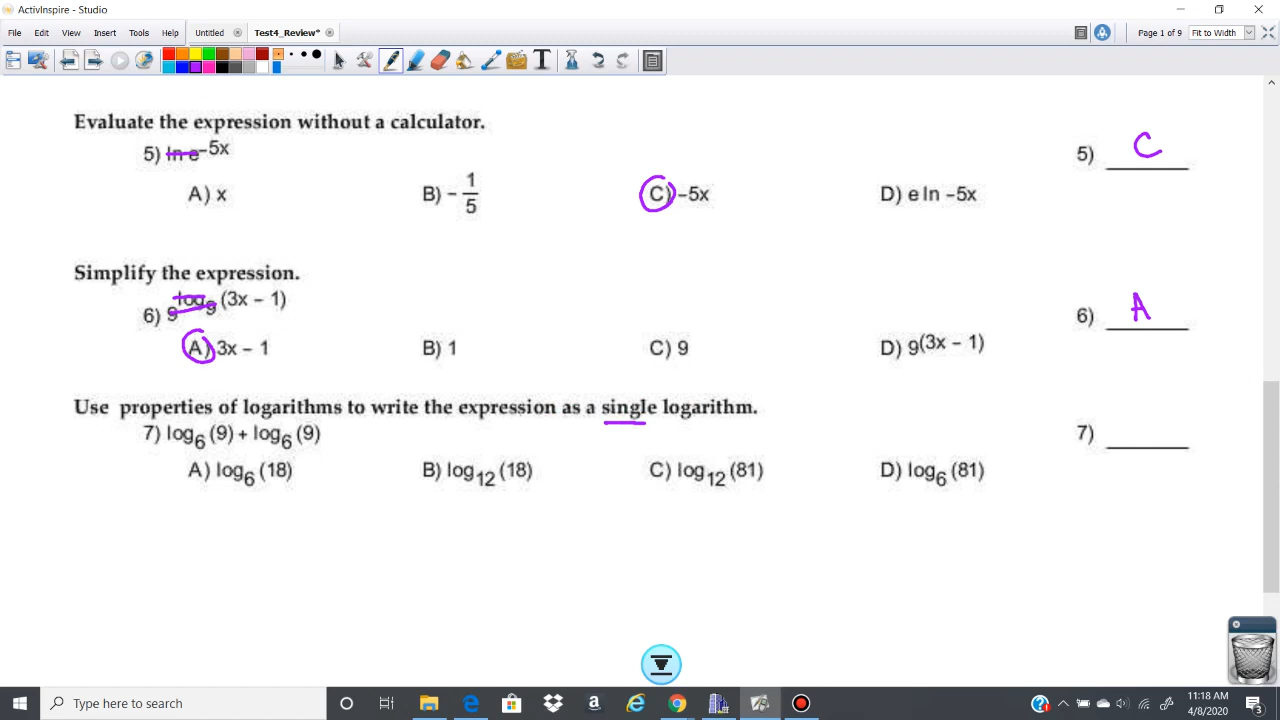 ActivInspire - Studio
File Edit View Insert Tools Help Untitled Test4_Review* Page 1 of 9 Fit to Width
Evaluate the expression without a calculator.
5) ln e^-5x 5) C
A) x B) -1/5 C) -5x D) e ln -5x
Simplify the expression.
6) 9^log₉ (3x - 1) 6) A
A) 3x - 1 B) 1 C) 9 D) 9^(3x - 1)
Use properties of logarithms to write the expression as a single logarithm.
7) log₆ (9) + log₆ (9) 7)
A) log₆ (18) B) log₁₂ (18) C) log₁₂ (81) D) log₆ (81)
Type here to search
11:18 AM
4/8/2020
3